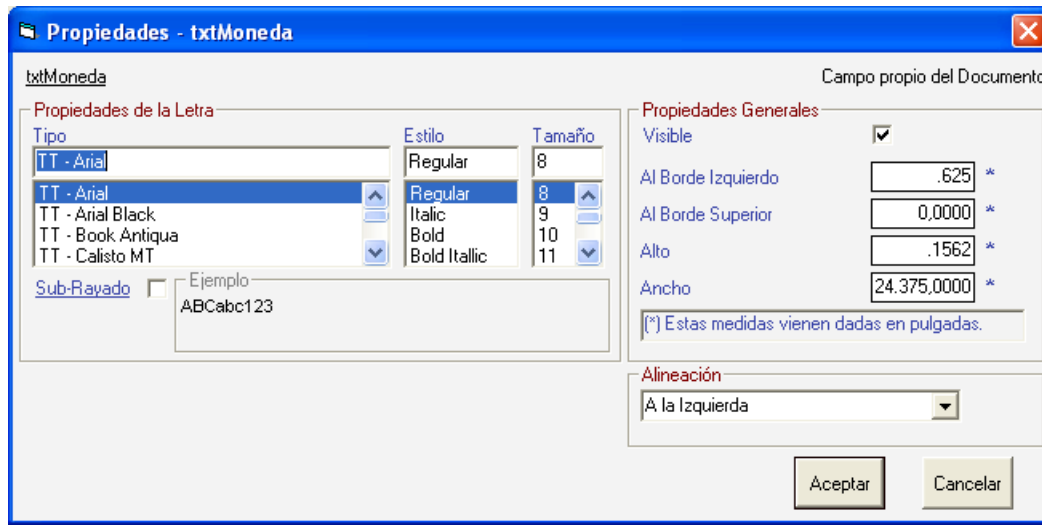 Propiedades - txtMoneda
txtMoneda
Campo propio del Documento
Propiedades de la Letra
Tipo Estilo Tamaño
TT - Arial Regular 8
TT - Arial Regular 8
TT - Arial Black Italic 9
TT - Book Antiqua Bold 10
TT - Calisto MT Bold Itallic 11
Sub-Rayado
Ejemplo
ABCabc123
Propiedades Generales
Visible
Al Borde Izquierdo .625 *
Al Borde Superior 0,0000 *
Alto .1562 *
Ancho 24.375,0000 *
(*) Estas medidas vienen dadas en pulgadas.
Alineación
A la Izquierda
Aceptar Cancelar